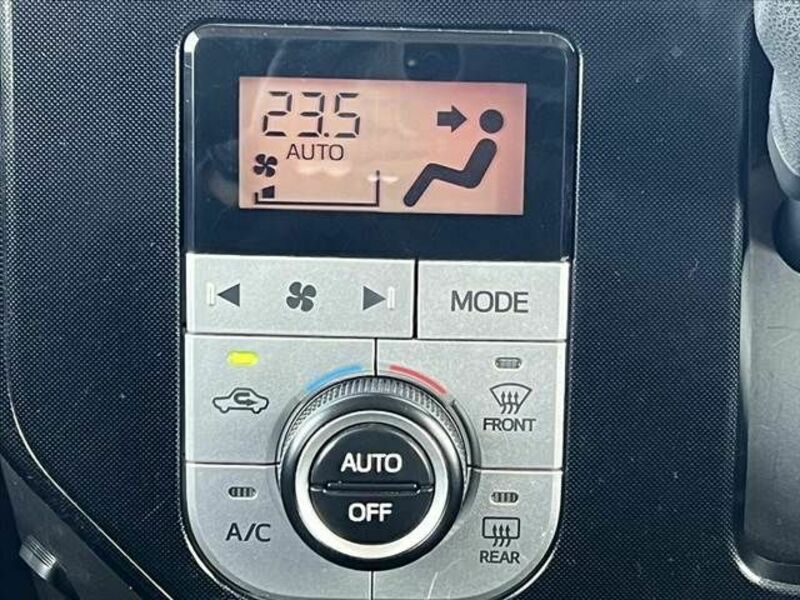 23.5
AUTO
MODE
FRONT
AUTO
OFF
A/C
REAR